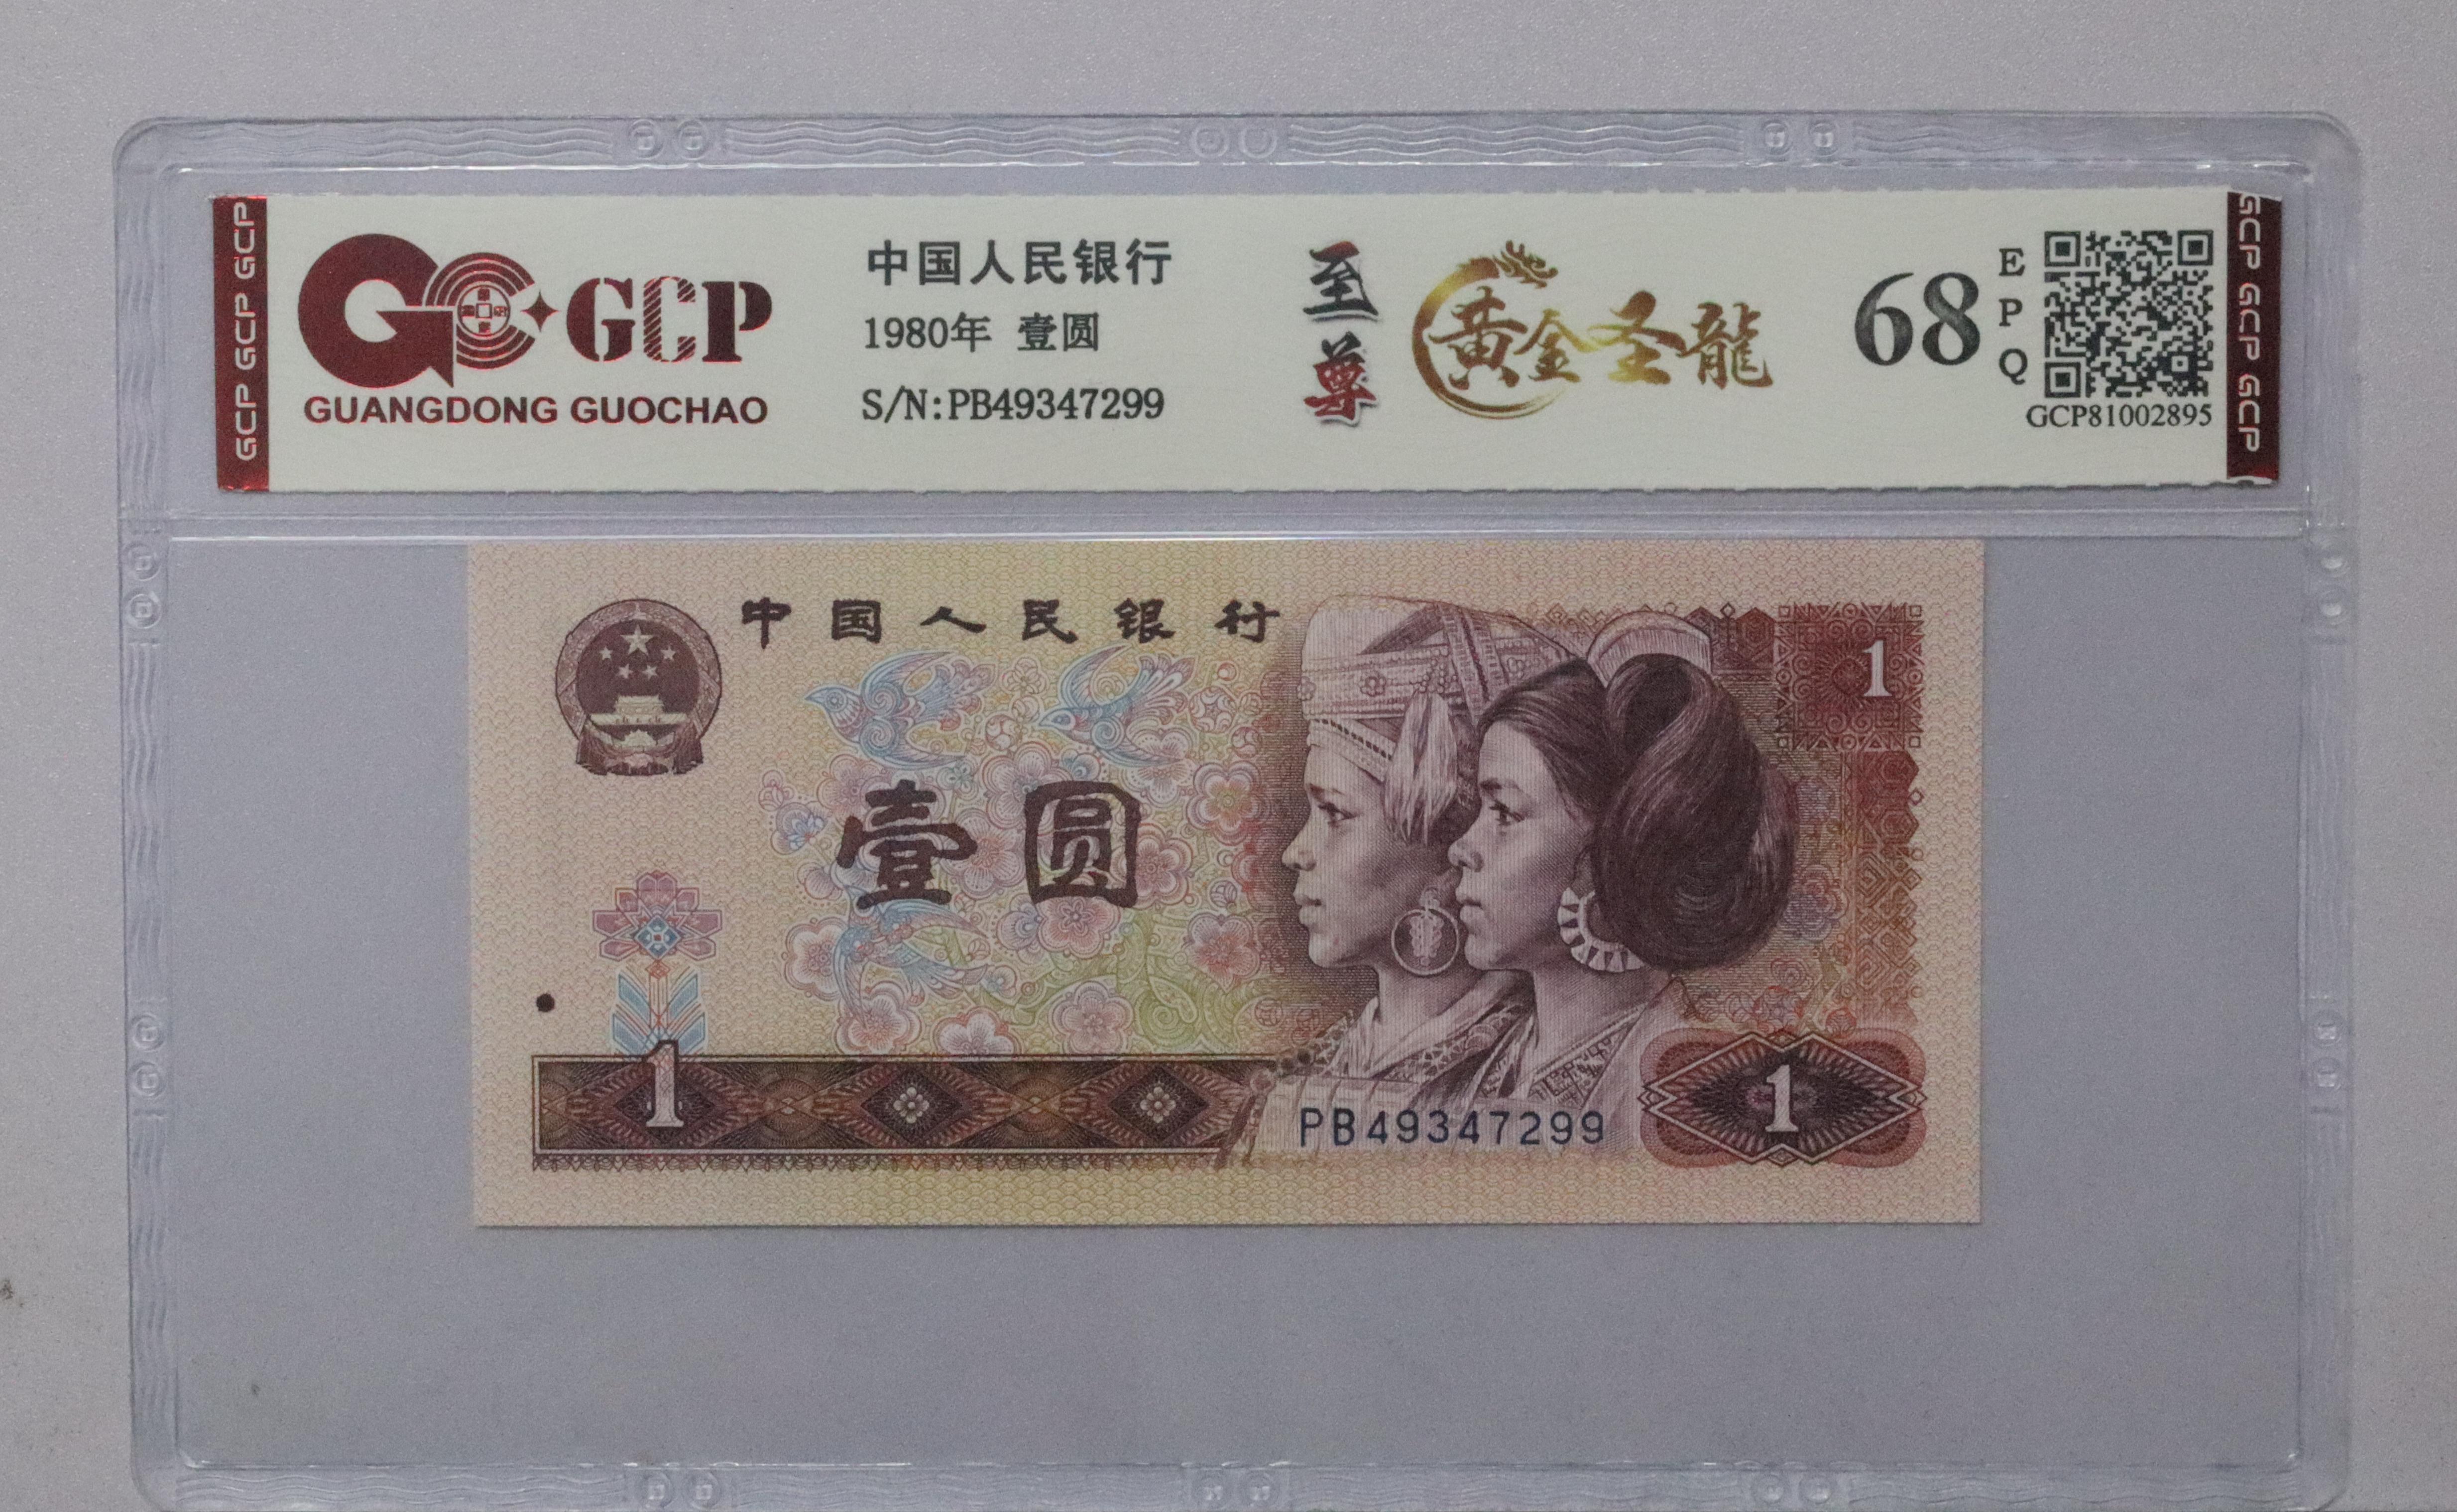 GCP GCP GCP
GCP
GUANGDONG GUOCHAO
中国人民银行
1980年 壹圆
S/N:PB49347299
至尊
黄金圣龍
68
EPQ
GCP81002895
GCP GCP GCP
中国人民银行
1
壹圆
1
PB49347299
1